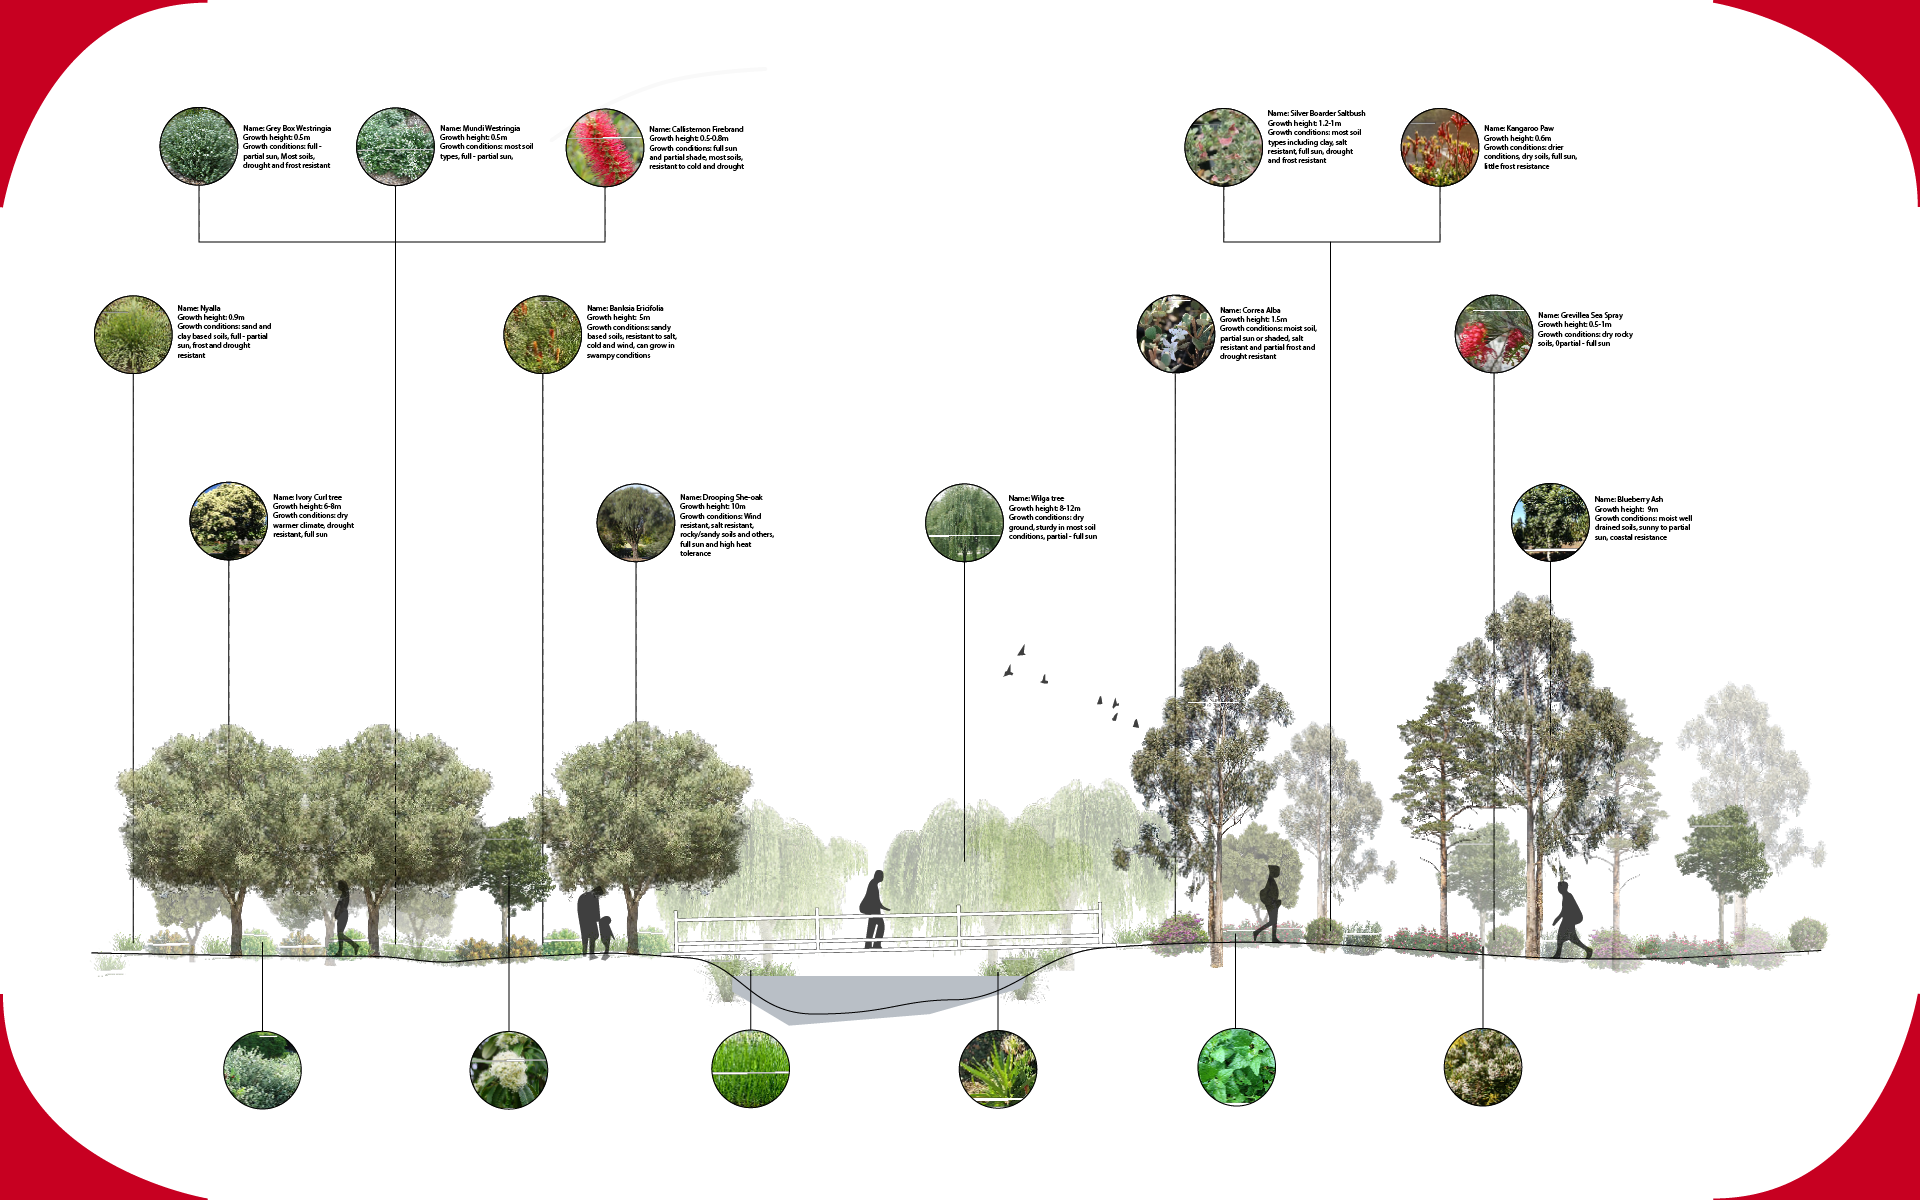 Name: Grey Box Westringia
Growth height: 0.5m
Growth conditions: full -
partial sun, Most soils,
drought and frost resistant
Name: Mundi Westringia
Growth height: 0.5m
Growth conditions: most soil
types, full - partial sun,
Name: Callistemon Firebrand
Growth height: 0.5-0.8m
Growth conditions: full sun
and partial shade, most soils,
resistant to cold and drought
Name: Silver Boarder Saltbush
Growth height: 1.2-1m
Growth conditions: most soil
types including clay, salt
resistant, full sun, drought
and frost resistant
Name: Kangaroo Paw
Growth height: 0.6m
Growth conditions: drier
conditions, dry soils, full sun,
little frost resistance
Name: Nyalla
Growth height: 0.9m
Growth conditions: sand and
clay based soils, full - partial
sun, frost and drought
resistant
Name: Banksia Ericifolia
Growth height: 5m
Growth conditions: sandy
based soils, resistant to salt,
cold and wind, can grow in
swampy conditions
Name: Correa Alba
Growth height: 1.5m
Growth conditions: moist soil,
partial sun or shaded, salt
resistant and partial frost and
drought resistant
Name: Grevillea Sea Spray
Growth height: 0.5-1m
Growth conditions: dry rocky
soils, 0partial - full sun
Name: Ivory Curl tree
Growth height: 6-8m
Growth conditions: dry
warmer climate, drought
resistant, full sun
Name: Drooping She-oak
Growth height: 10m
Growth conditions: Wind
resistant, salt resistant,
rocky/sandy soils and others,
full sun and high heat
tolerance
Name: Wilga tree
Growth height: 8-12m
Growth conditions: dry
ground, sturdy in most soil
conditions, partial - full sun
Name: Blueberry Ash
Growth height: 9m
Growth conditions: moist well
drained soils, sunny to partial
sun, coastal resistance